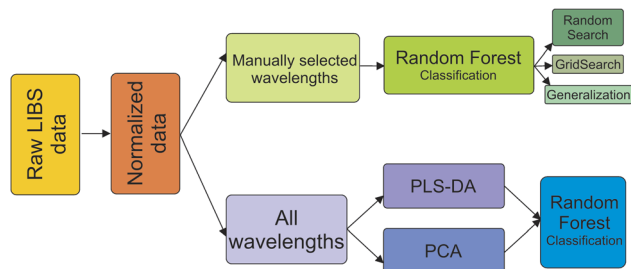 Raw LIBS
data
Normalized
data
Manually selected
wavelengths
Random Forest
Classification
Random
Search
GridSearch
Generalization
All
wavelengths
PLS-DA
PCA
Random
Forest
Classification